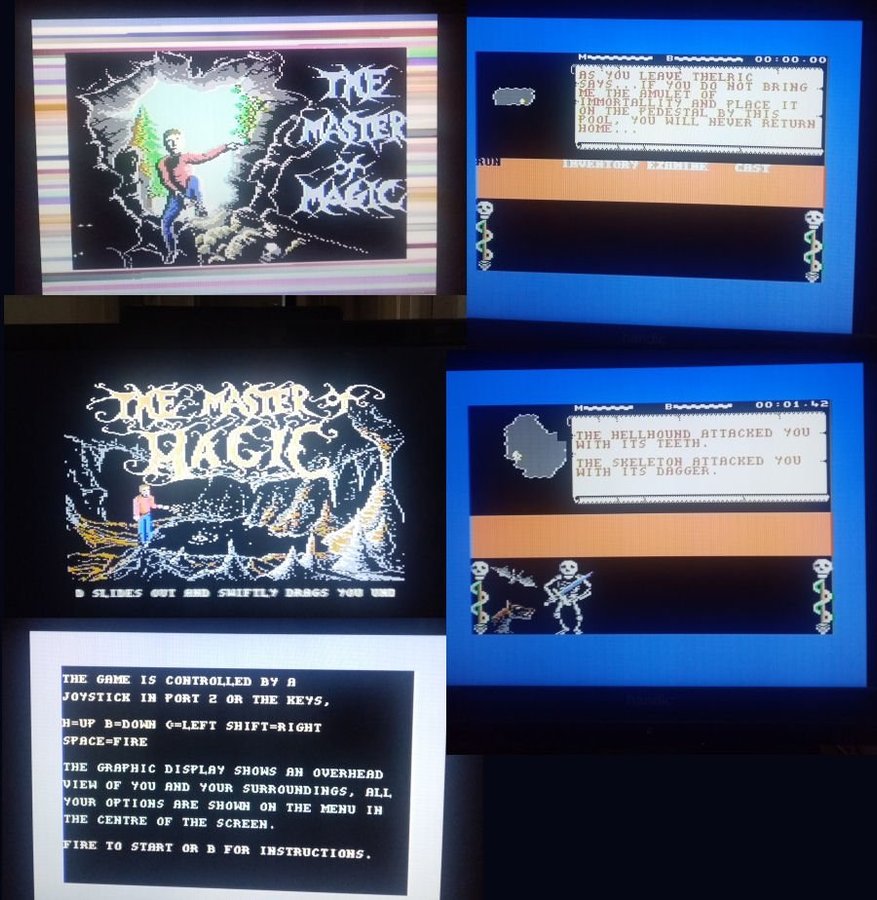 THE
MASTER
OF
MAGIC
M B 00:00.00
AS YOU LEAVE THELRIC
SAYS...IF YOU DO NOT BRING
ME THE AMULET OF
IMMORTALLITY AND PLACE IT
ON THE PEDESTAL BY THIS
POOL, YOU WILL NEVER RETURN
HOME...
RUN INVENTORY EXAMINE CAST
THE MASTER OF
MAGIC
D SLIDES OUT AND SWIFTLY DRAGS YOU UND
M B 00:01.42
THE HELLHOUND ATTACKED YOU
WITH ITS TEETH.
THE SKELETON ATTACKED YOU
WITH ITS DAGGER.
THE GAME IS CONTROLLED BY A
JOYSTICK IN PORT 2 OR THE KEYS,
H=UP B=DOWN C==LEFT SHIFT=RIGHT
SPACE=FIRE
THE GRAPHIC DISPLAY SHOWS AN OVERHEAD
VIEW OF YOU AND YOUR SURROUNDINGS, ALL
YOUR OPTIONS ARE SHOWN ON THE MENU IN
THE CENTRE OF THE SCREEN.
FIRE TO START OR B FOR INSTRUCTIONS.